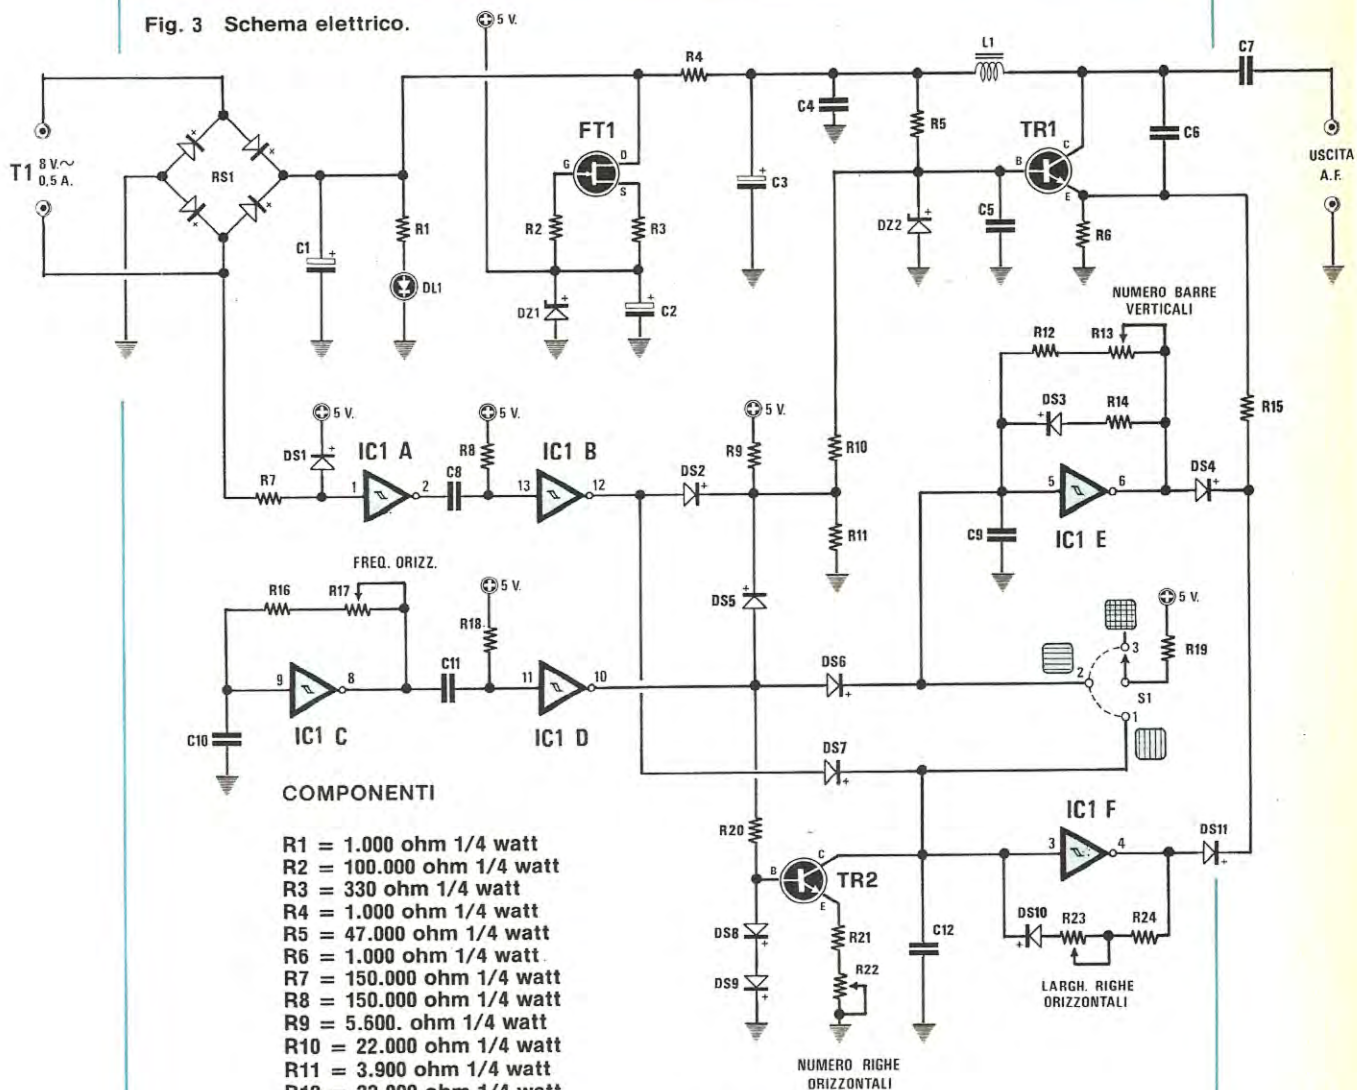 Fig. 3 Schema elettrico.
5 V.
R4
L1
C7
C4
FT1
G
D
S
R5
TR1
B
C
E
C6
USCITA
A.F.
T1
8 V.~
0,5 A.
RS1
C1
R1
DL1
R2
R3
DZ1
C2
C3
DZ2
C5
R6
NUMERO BARRE
VERTICALI
R12
R13
DS3
R14
R15
5 V.
DS1
R7
IC1 A
1
2
C8
5 V.
R8
IC1 B
13
12
5 V.
R9
DS2
R10
R11
C9
5
6
IC1 E
DS4
FREQ. ORIZZ.
R16
R17
9
8
IC1 C
C10
C11
5 V.
R18
11
10
IC1 D
DS5
DS6
2
3
1
S1
5 V.
R19
DS7
COMPONENTI
R1 = 1.000 ohm 1/4 watt
R2 = 100.000 ohm 1/4 watt
R3 = 330 ohm 1/4 watt
R4 = 1.000 ohm 1/4 watt
R5 = 47.000 ohm 1/4 watt
R6 = 1.000 ohm 1/4 watt
R7 = 150.000 ohm 1/4 watt
R8 = 150.000 ohm 1/4 watt
R9 = 5.600. ohm 1/4 watt
R10 = 22.000 ohm 1/4 watt
R11 = 3.900 ohm 1/4 watt
R20
B
C
E
TR2
DS8
DS9
R21
R22
NUMERO RIGHE
ORIZZONTALI
C12
IC1 F
3
4
DS11
DS10
R23
R24
LARGH. RIGHE
ORIZZONTALI